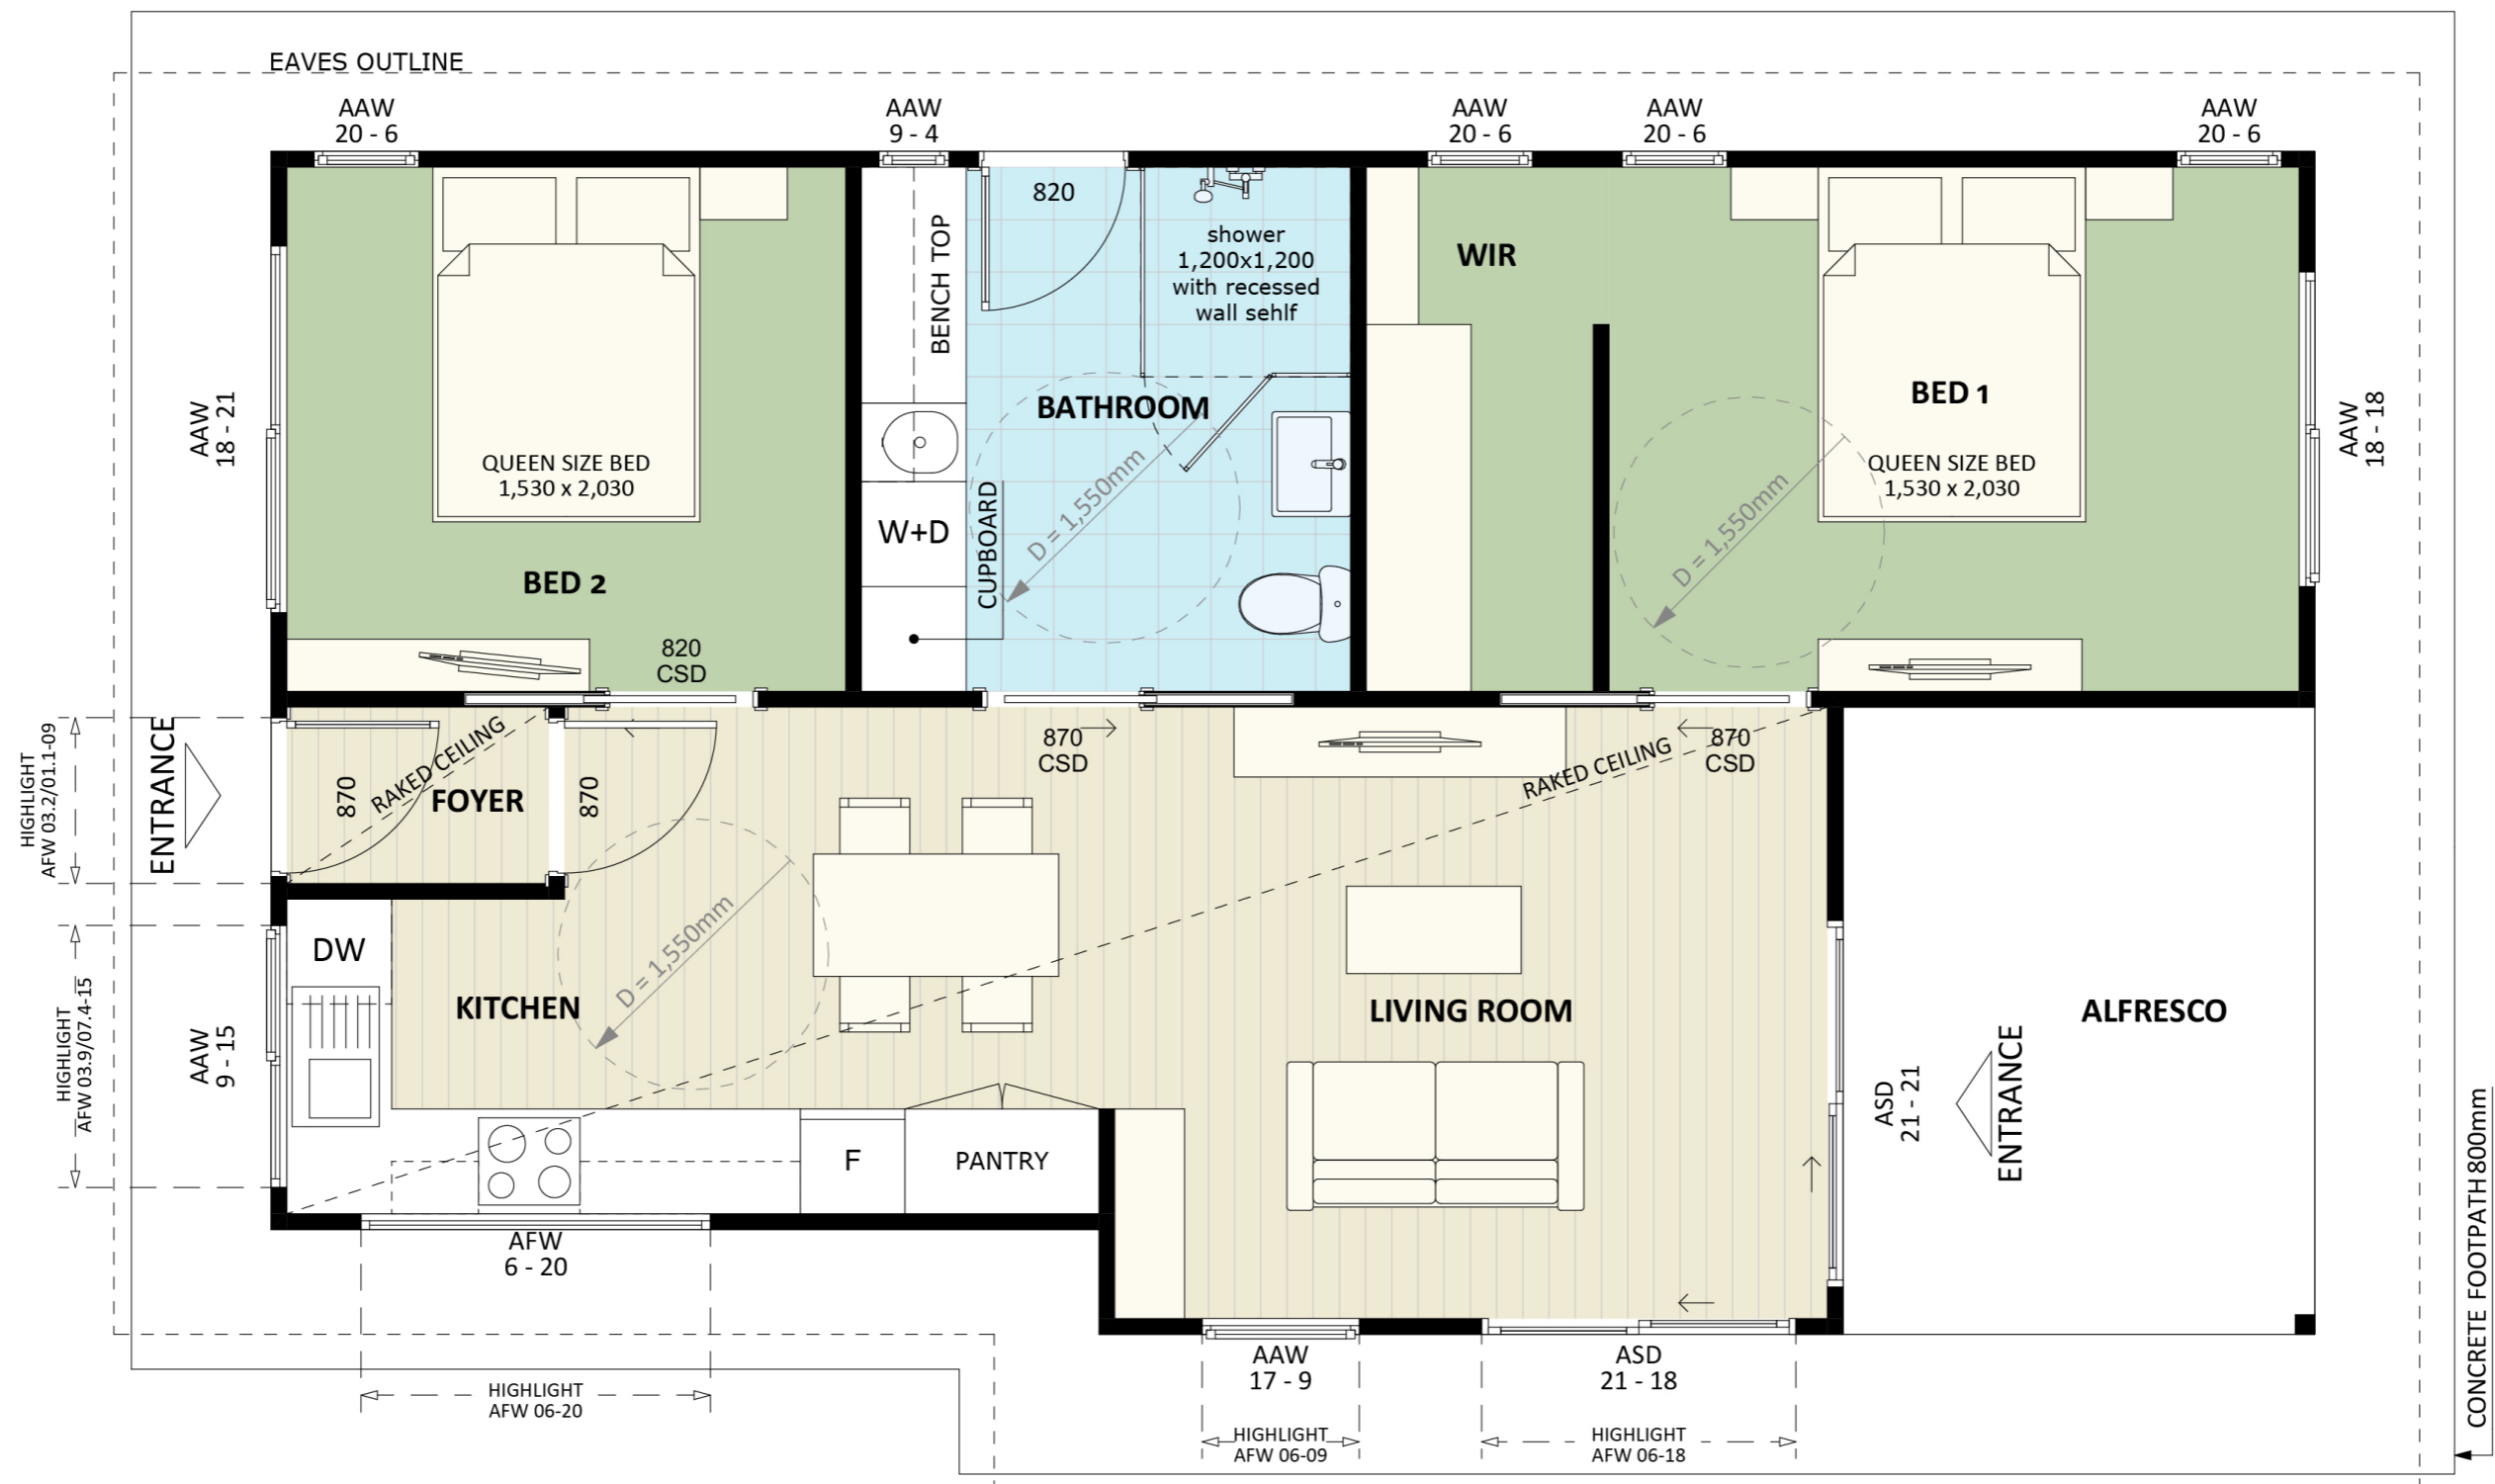 EAVES OUTLINE
AAW
20 - 6
AAW
9 - 4
AAW
20 - 6
AAW
20 - 6
AAW
20 - 6
820
BENCH TOP
shower
1,200x1,200
with recessed
wall sehlf
WIR
BATHROOM
BED 1
AAW
18 - 21
AAW
18 - 18
QUEEN SIZE BED
1,530 x 2,030
QUEEN SIZE BED
1,530 x 2,030
D = 1,550mm
D = 1,550mm
W+D
CUPBOARD
BED 2
820
CSD
HIGHLIGHT
AFW 03.2/01.1-09
ENTRANCE
870
RAKED CEILING
FOYER
870
870
CSD
RAKED CEILING
870
CSD
DW
KITCHEN
D = 1,550mm
LIVING ROOM
ALFRESCO
HIGHLIGHT
AFW 03.9/07.4-15
AAW
9 - 15
ASD
21 - 21
ENTRANCE
F
PANTRY
AFW
6 - 20
HIGHLIGHT
AFW 06-20
AAW
17 - 9
ASD
21 - 18
HIGHLIGHT
AFW 06-09
HIGHLIGHT
AFW 06-18
CONCRETE FOOTPATH 800mm